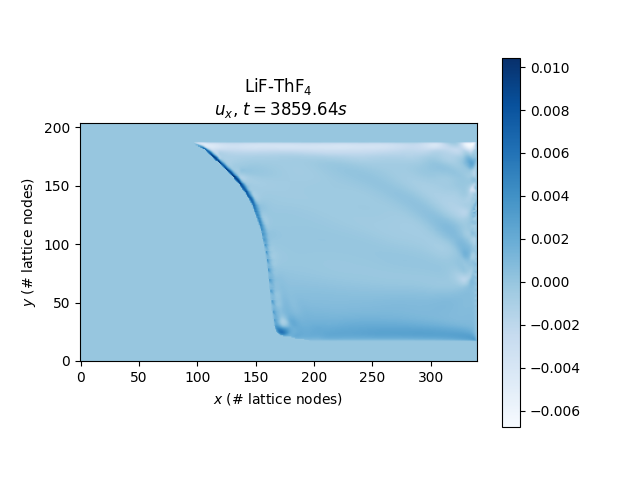 LiF-ThF₄
uₓ, t = 3859.64s
200
150
100
50
0
y (# lattice nodes)
0 50 100 150 200 250 300
x (# lattice nodes)
0.010
0.008
0.006
0.004
0.002
0.000
−0.002
−0.004
−0.006